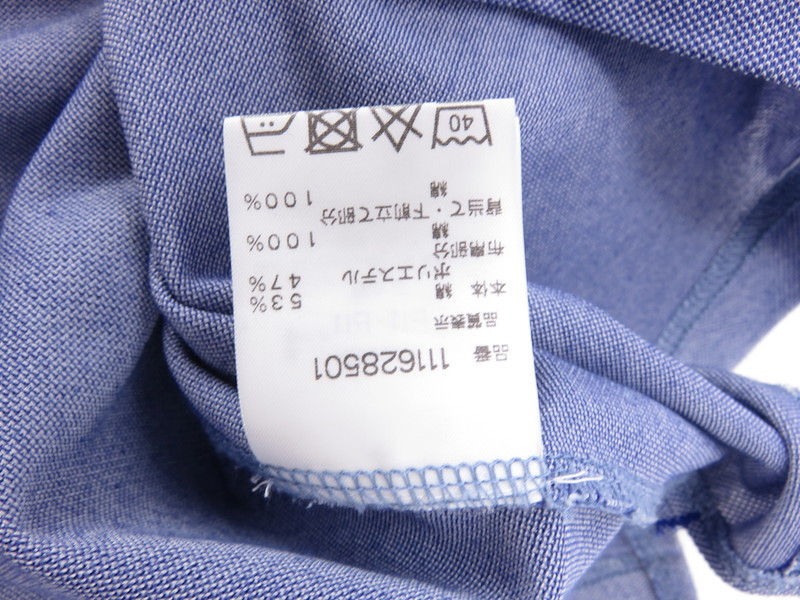 品番 111628501
品質表示
本体 綿 53%
ポリエステル 47%
布帛部分
綿 100%
背当て・下前立て部分
綿 100%
40